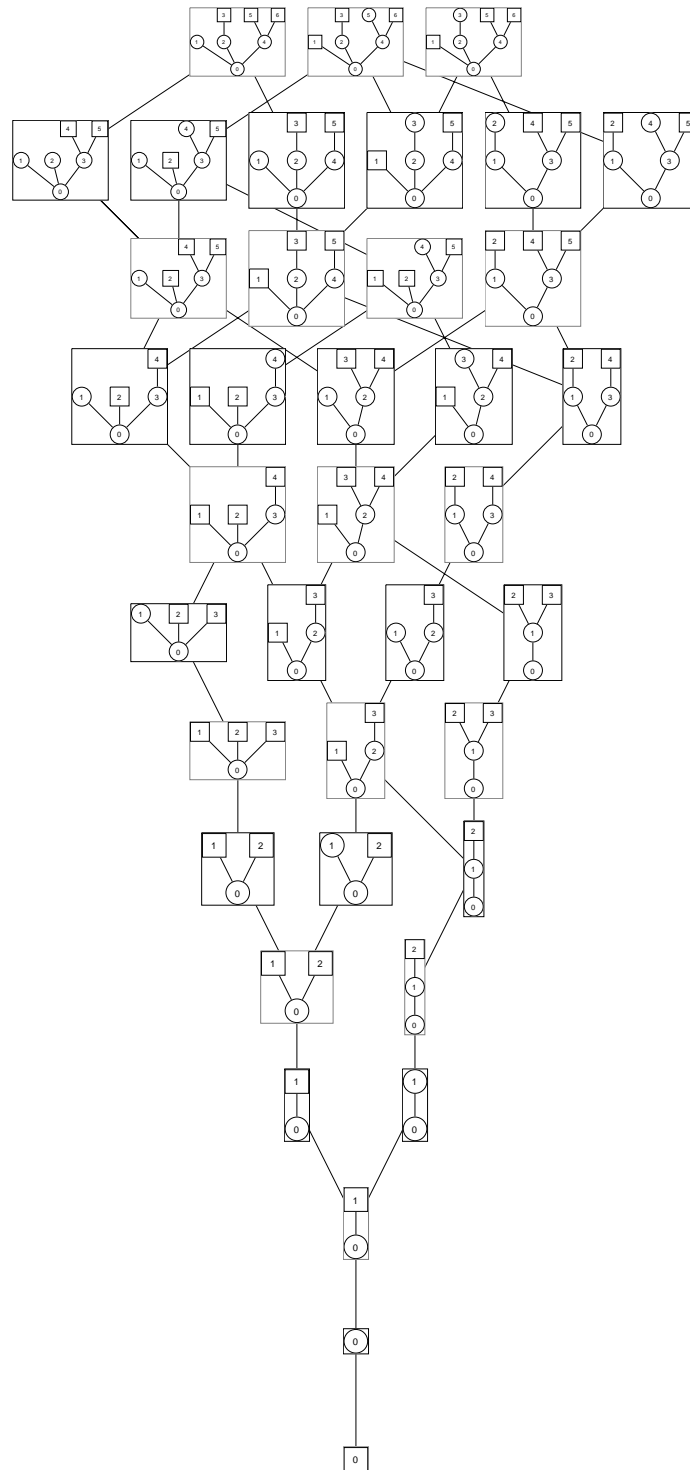 3 5 6 3 5 6 3 5 6
1 2 4 1 2 4 1 2 4
0 0 0
4 5 4 5 3 5 3 5 2 4 5 2 4 5
1 2 3 1 2 3 1 2 4 1 2 4 1 3 1 3
0 0 0 0 0 0
4 5 3 5 4 5 2 4 5
1 2 3 1 2 4 1 2 3 1 3
0 0 0 0
4 4 3 4 3 4 2 4
1 2 3 1 2 3 1 2 1 2 1 3
0 0 0 0 0
4 3 4 2 4
1 2 3 1 2 1 3
0 0 0
1 2 3 3 3 2 3
0 1 2 1 2 1
0 0 0
1 2 3 3 2 3
0 1 2 1
0 0
1 2 1 2 2
0 0 1
0
1 2 2
0 1
0
1 1
0 0
1
0
0
0